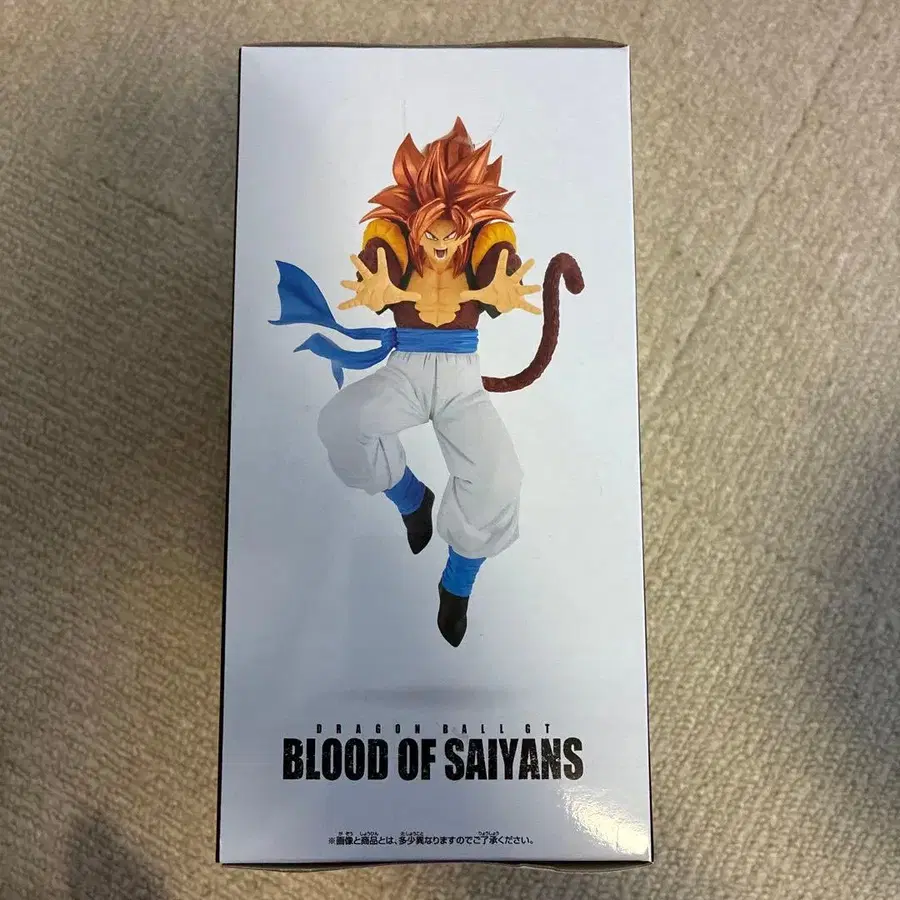 DRAGON BALL GT
BLOOD OF SAIYANS
※画像と商品とは、多少異なりますのでご了承ください。